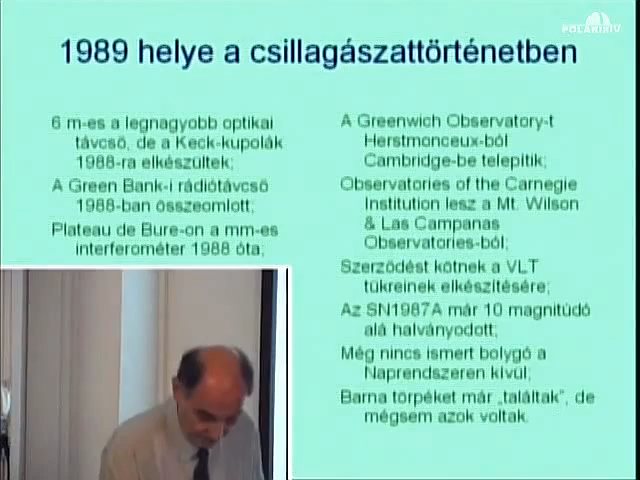 POLARIXIV
1989 helye a csillagászattörténetben
6 m-es a legnagyobb optikai
távcső, de a Keck-kupolák
1988-ra elkészültek;
A Green Bank-i rádiótávcső
1988-ban összeomlott;
Plateau de Bure-on a mm-es
interferométer 1988 óta;
A Greenwich Observatory-t
Herstmonceux-ból
Cambridge-be telepítik;
Observatories of the Carnegie
Institution lesz a Mt. Wilson
& Las Campanas
Observatories-ból;
Szerződést kötnek a VLT
tükreinek elkészítésére;
Az SN1987A már 10 magnitúdó
alá halványodott;
Még nincs ismert bolygó a
Naprendszeren kívül;
Barna törpéket már „találtak", de
mégsem azok voltak.